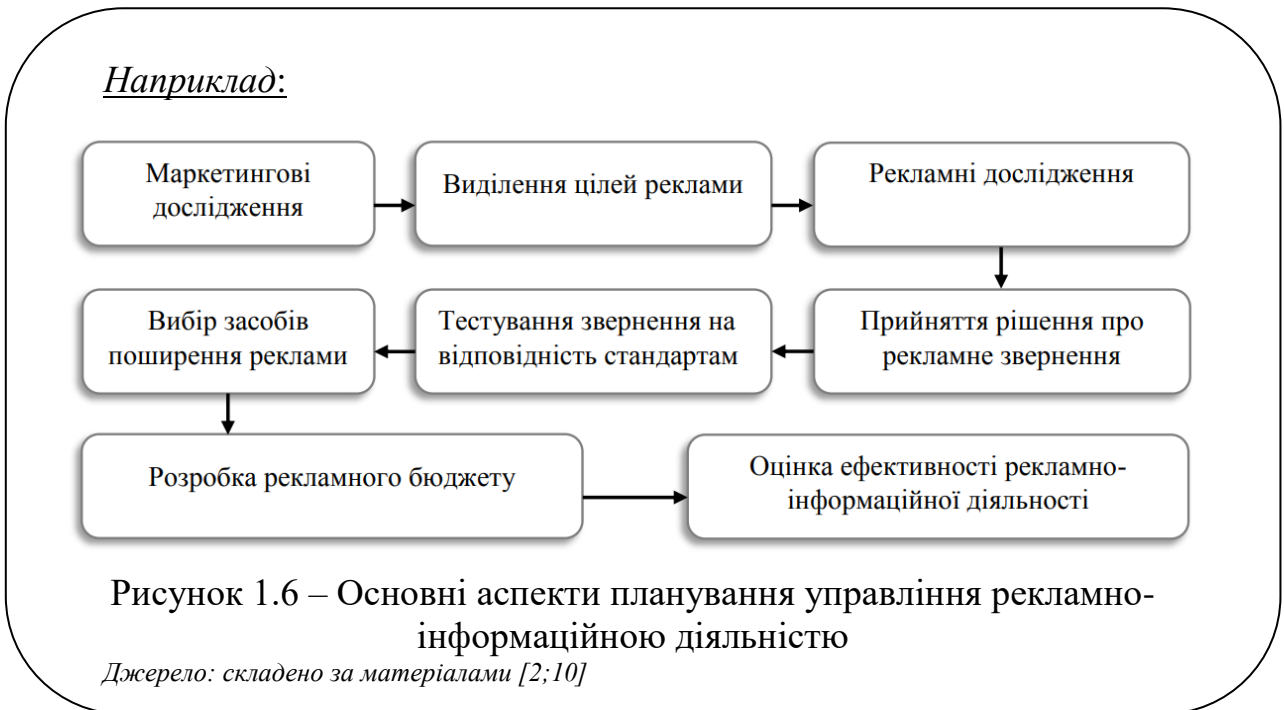 Наприклад:
Маркетингові
дослідження
Виділення цілей реклами
Рекламні дослідження
Прийняття рішення про
рекламне звернення
Тестування звернення на
відповідність стандартам
Вибір засобів
поширення реклами
Розробка рекламного бюджету
Оцінка ефективності рекламно-
інформаційної діяльності
Рисунок 1.6 – Основні аспекти планування управління рекламно-
інформаційною діяльністю
Джерело: складено за матеріалами [2;10]